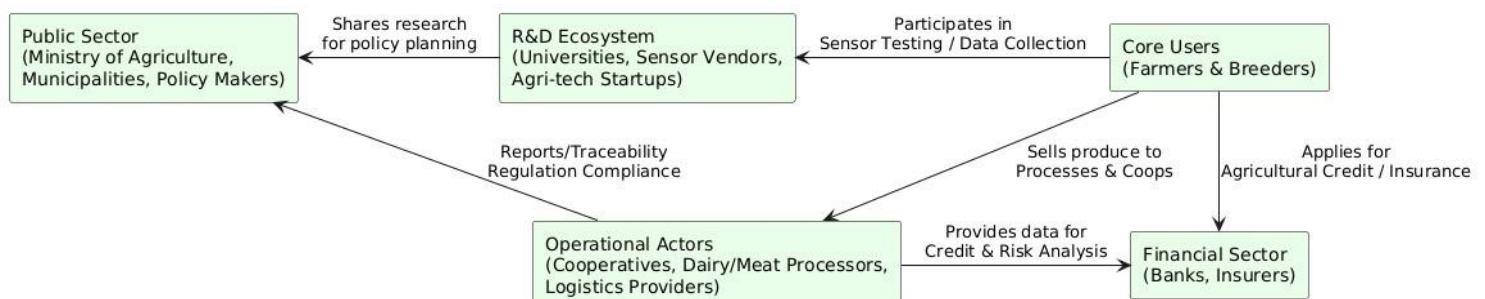 Public Sector
(Ministry of Agriculture,
Municipalities, Policy Makers)
Shares research
for policy planning
R&D Ecosystem
(Universities, Sensor Vendors,
Agri-tech Startups)
Participates in
Sensor Testing / Data Collection
Core Users
(Farmers & Breeders)
Reports/Traceability
Regulation Compliance
Sells produce to
Processes & Coops
Applies for
Agricultural Credit / Insurance
Operational Actors
(Cooperatives, Dairy/Meat Processors,
Logistics Providers)
Provides data for
Credit & Risk Analysis
Financial Sector
(Banks, Insurers)